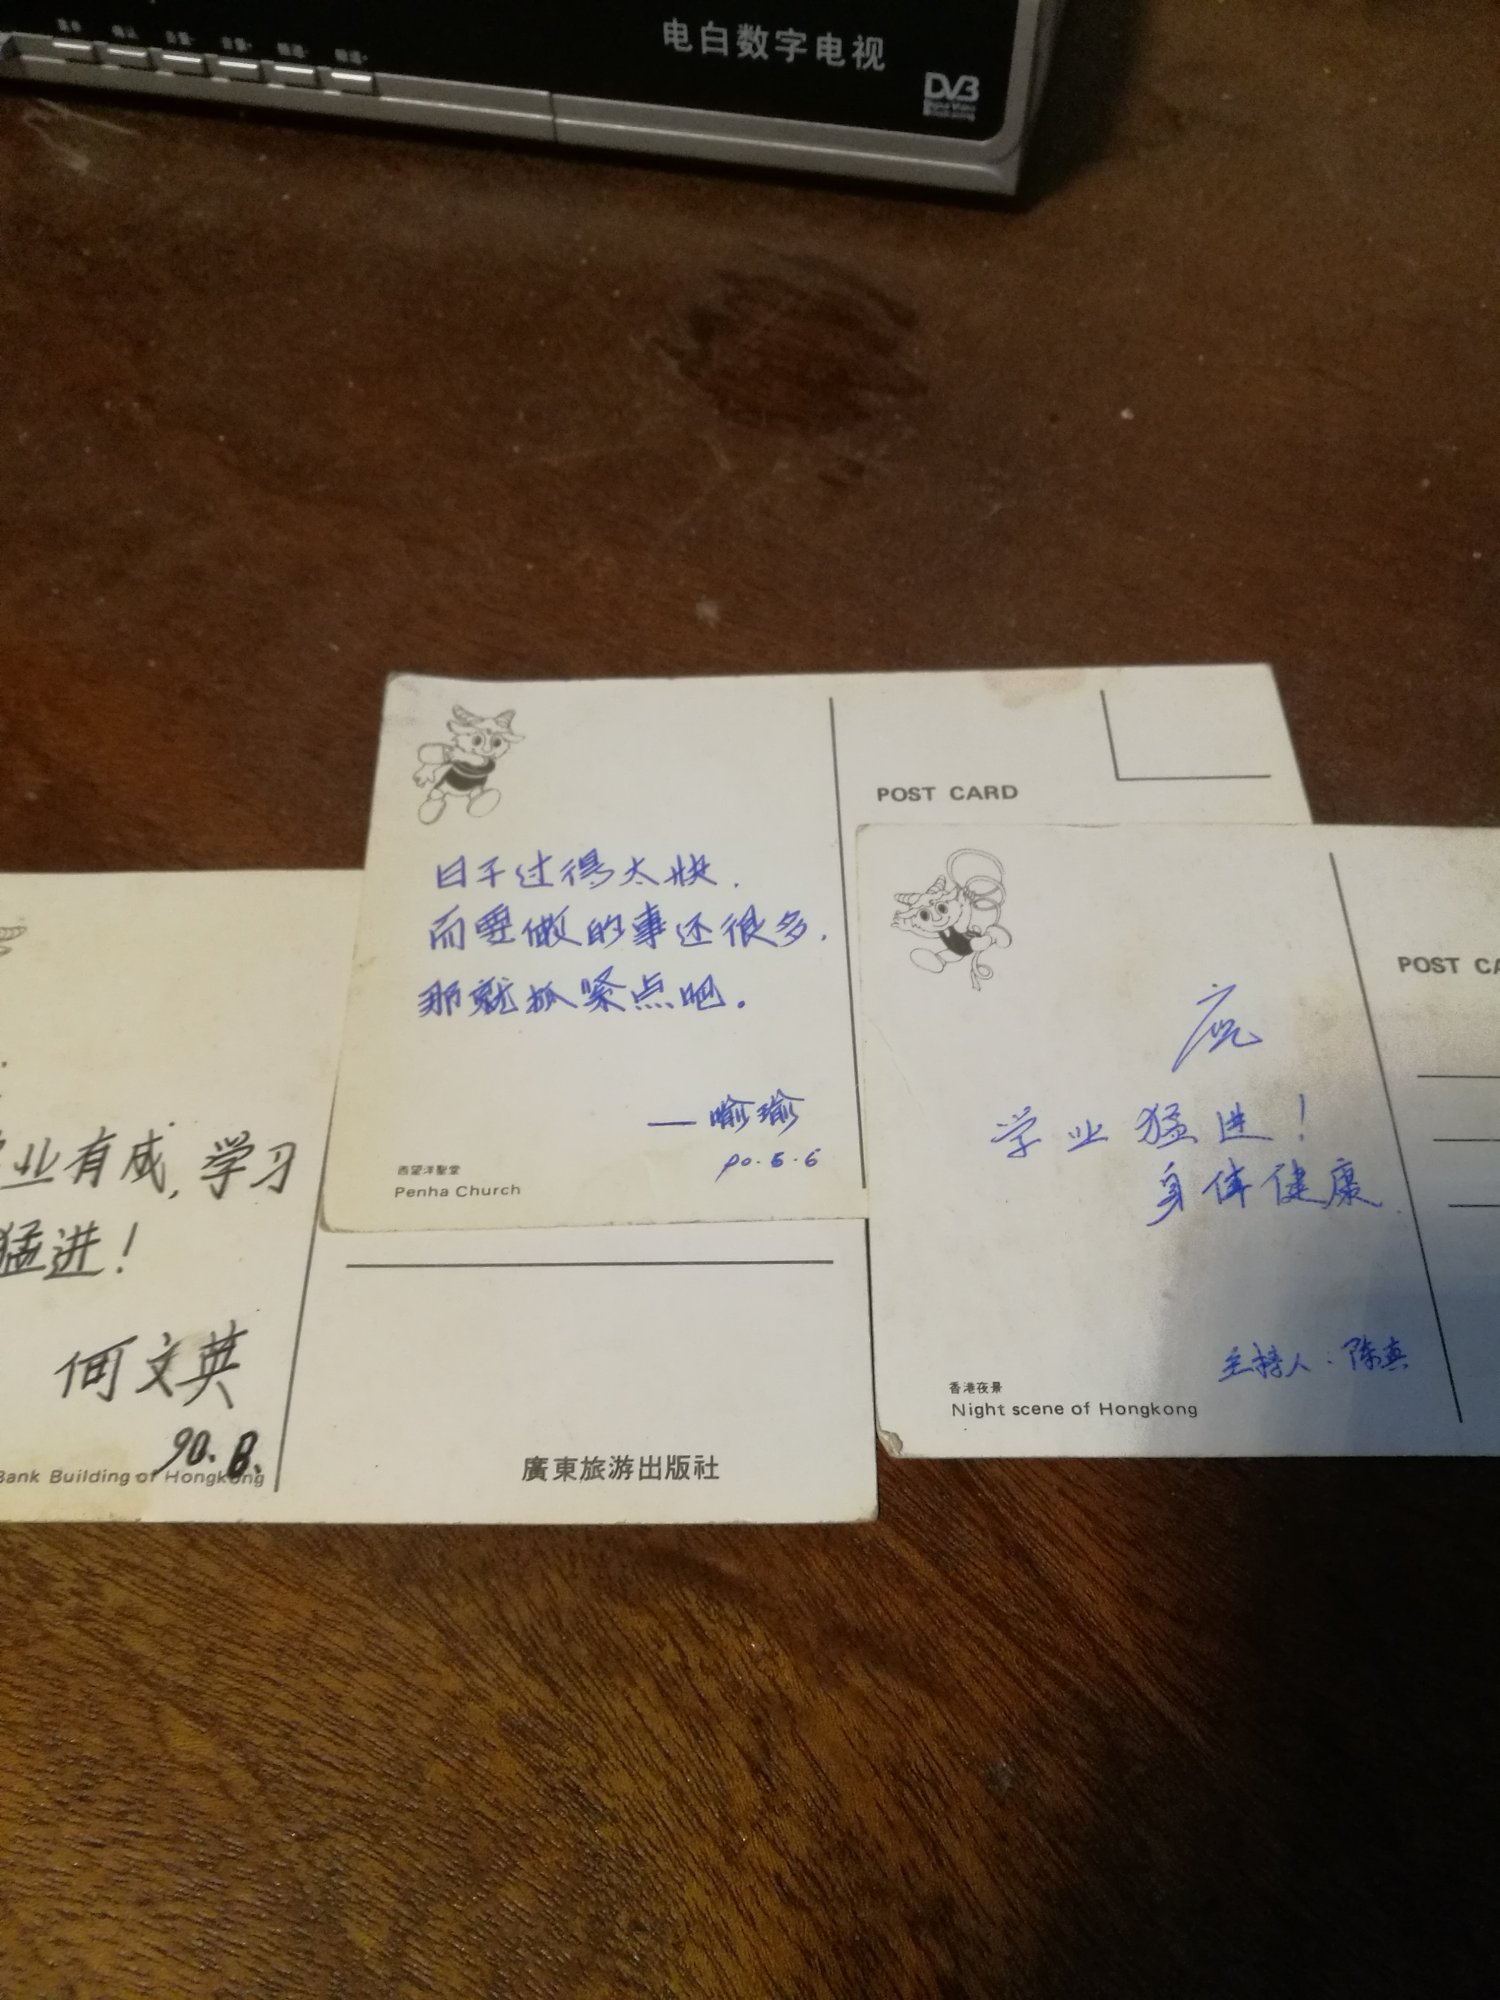 电白数字电视
DVB
POST CARD
日子过得太快.
而要做的事还很多.
那就抓紧点吧.
—喻瑜
90.5.6
西望洋聖堂
Penha Church
业有成,学习
猛进!
何文英
90.8.
Bank Building of Hongkong
廣東旅游出版社
POST CA
祝
学业猛进!
身体健康
主持人:陈真
香港夜景
Night scene of Hongkong